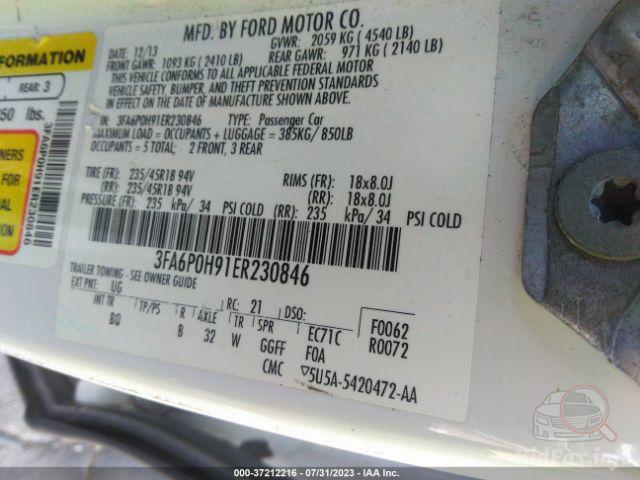 MFD. BY FORD MOTOR CO.
DATE: 12/13 GVWR: 2059 KG ( 4540 LB)
FRONT GAWR: 1093 KG ( 2410 LB) REAR GAWR: 971 KG ( 2140 LB)
THIS VEHICLE CONFORMS TO ALL APPLICABLE FEDERAL MOTOR
VEHICLE SAFETY, BUMPER, AND THEFT PREVENTION STANDARDS
IN EFFECT ON THE DATE OF MANUFACTURE SHOWN ABOVE.
IN: 3FA6P0H91ER230846 TYPE: Passenger Car
MAXIMUM LOAD = OCCUPANTS + LUGGAGE = 385KG/ 850LB
OCCUPANTS = 5 TOTAL: 2 FRONT, 3 REAR
TIRE (FR): 235/45R18 94V RIMS (FR): 18x8.0J
(RR): 235/45R18 94V (RR): 18x8.0J
PRESSURE (FR): 235 kPa/ 34 PSI COLD (RR): 235 kPa/ 34 PSI COLD
3FA6P0H91ER230846
TRAILER TOWING - SEE OWNER GUIDE
EXT PNT: UG RC: 21 DSO:
INT TR TP/PS R AXLE TR SPR EC71C F0062
BO B 32 W GGFF F0A R0072
CMC 5U5A-5420472-AA
FORMATION
REAR: 3
850 lbs.
3FA6P0H91ER230846
NERS
FOR
NAL
ION
BidFax.info
000-37212216 - 07/31/2023 - IAA Inc.